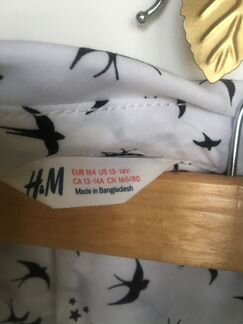 H&M
EUR 164 US 13-14Y
CA 13-14A CN 165/80
Made in Bangladesh